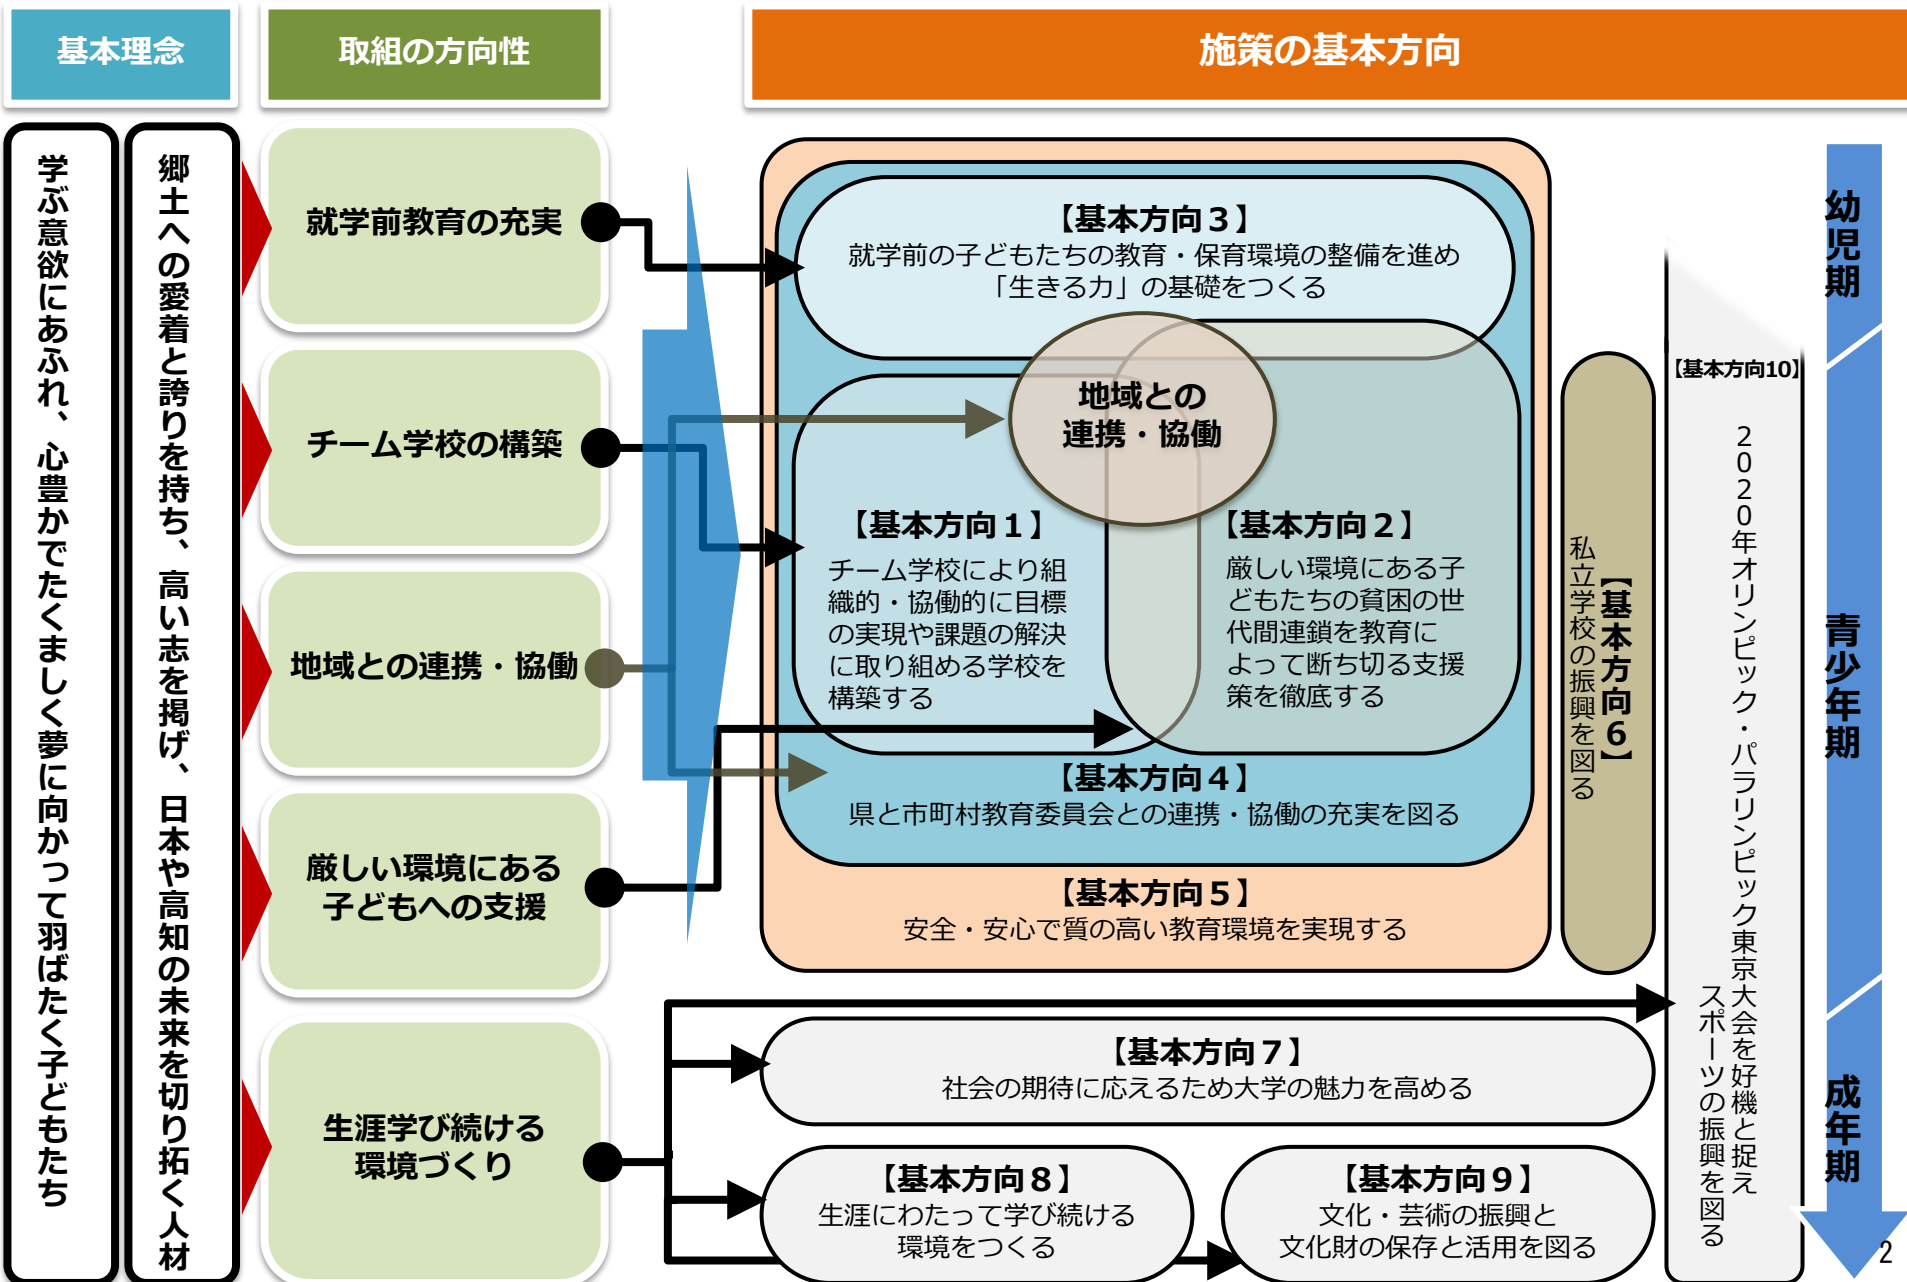 基本理念
取組の方向性
施策の基本方向
学ぶ意欲にあふれ、心豊かでたくましく夢に向かって羽ばたく子どもたち
郷土への愛着と誇りを持ち、高い志を掲げ、日本や高知の未来を切り拓く人材
就学前教育の充実
チーム学校の構築
地域との連携・協働
厳しい環境にある
子どもへの支援
生涯学び続ける
環境づくり
【基本方向３】
就学前の子どもたちの教育・保育環境の整備を進め
「生きる力」の基礎をつくる
地域との
連携・協働
【基本方向１】
チーム学校により組
織的・協働的に目標
の実現や課題の解決
に取り組める学校を
構築する
【基本方向２】
厳しい環境にある子
どもたちの貧困の世
代間連鎖を教育に
よって断ち切る支援
策を徹底する
【基本方向４】
県と市町村教育委員会との連携・協働の充実を図る
【基本方向５】
安全・安心で質の高い教育環境を実現する
【基本方向６】
私立学校の振興を図る
【基本方向７】
社会の期待に応えるため大学の魅力を高める
【基本方向８】
生涯にわたって学び続ける
環境をつくる
【基本方向９】
文化・芸術の振興と
文化財の保存と活用を図る
【基本方向10】
２０２０年オリンピック・パラリンピック東京大会を好機と捉え
スポーツの振興を図る
幼児期
青少年期
成年期
2